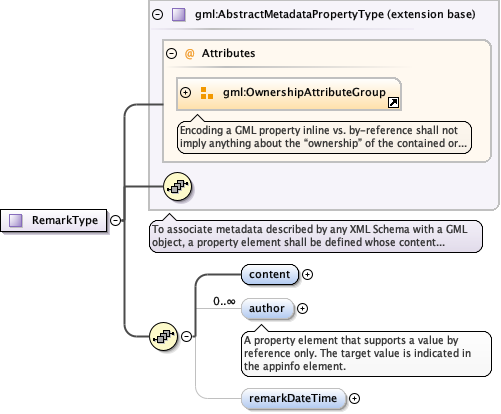 gml:AbstractMetadataPropertyType (extension base)
@ Attributes
gml:OwnershipAttributeGroup
Encoding a GML property inline vs. by-reference shall not
imply anything about the “ownership” of the contained or...
RemarkType
To associate metadata described by any XML Schema with a GML
object, a property element shall be defined whose content...
content
0..∞
author
A property element that supports a value by
reference only. The target value is indicated in
the appinfo element.
remarkDateTime